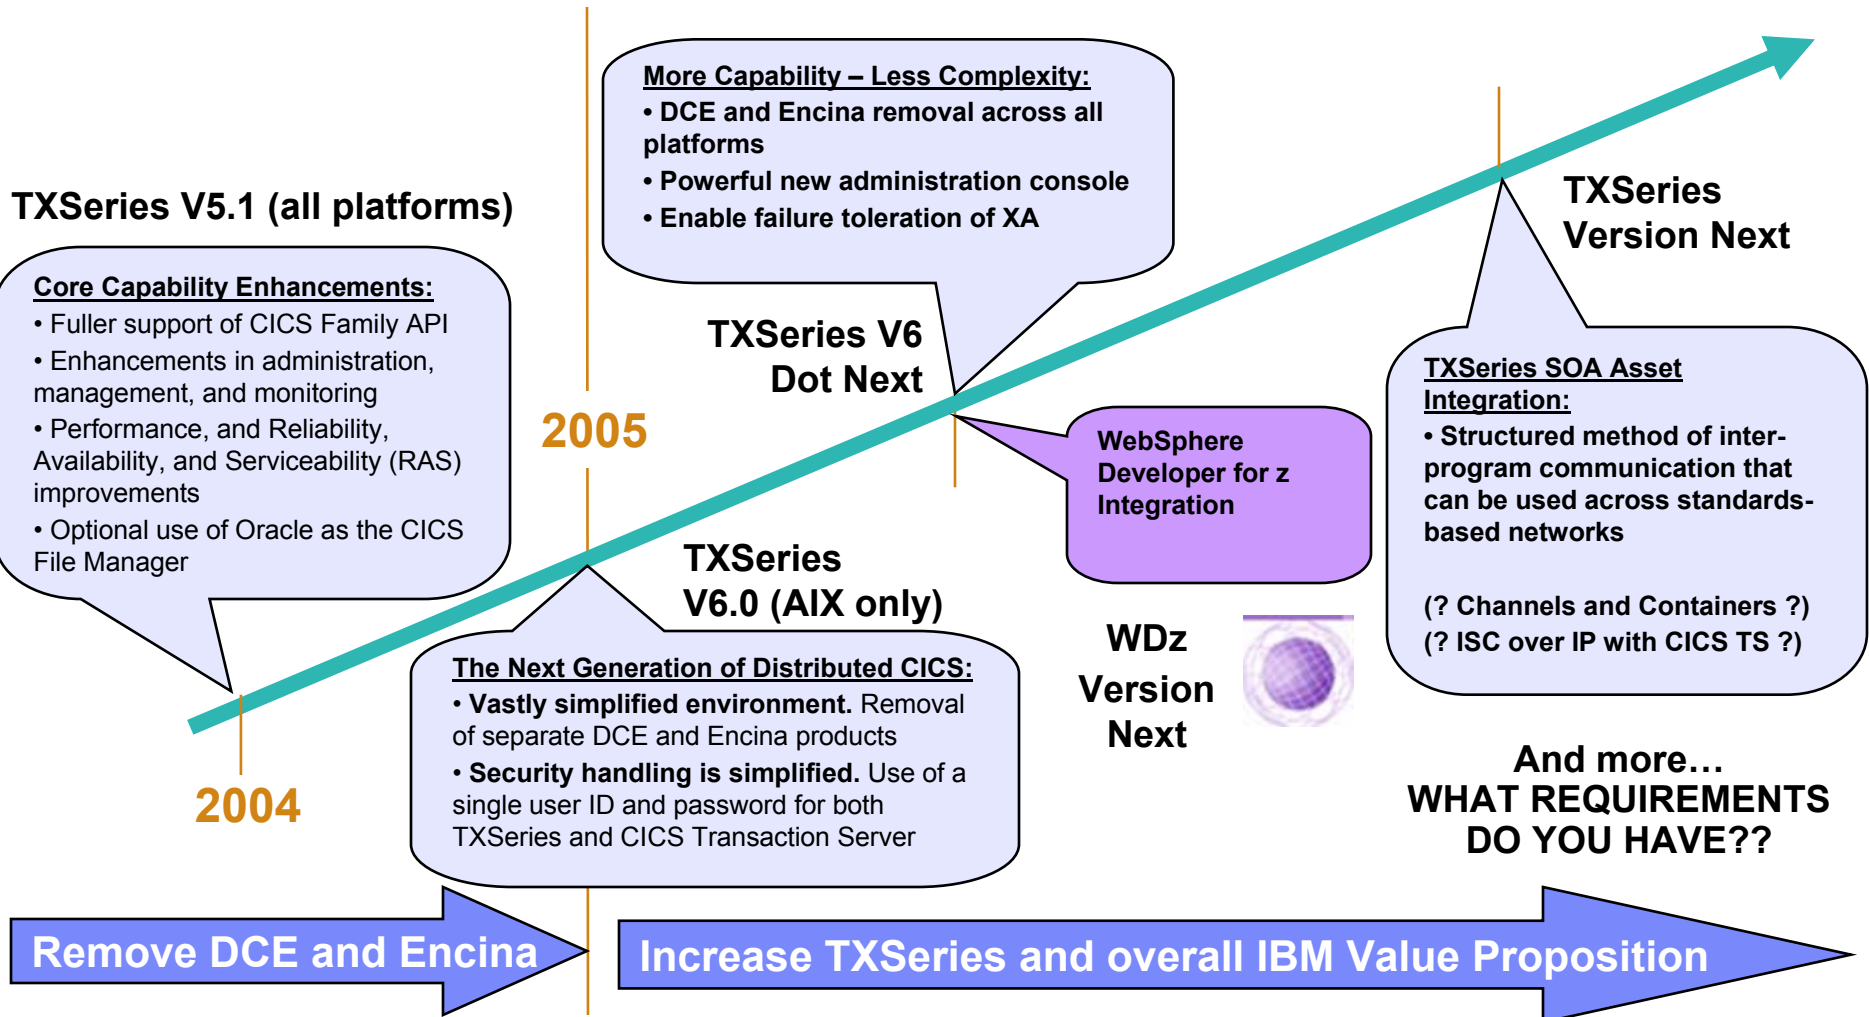 TXSeries V5.1 (all platforms)
Core Capability Enhancements:
• Fuller support of CICS Family API
• Enhancements in administration,
management, and monitoring
• Performance, and Reliability,
Availability, and Serviceability (RAS)
improvements
• Optional use of Oracle as the CICS
File Manager
2004
2005
TXSeries
V6.0 (AIX only)
The Next Generation of Distributed CICS:
• Vastly simplified environment. Removal
of separate DCE and Encina products
• Security handling is simplified. Use of a
single user ID and password for both
TXSeries and CICS Transaction Server
More Capability – Less Complexity:
• DCE and Encina removal across all
platforms
• Powerful new administration console
• Enable failure toleration of XA
TXSeries V6
Dot Next
WebSphere
Developer for z
Integration
WDz
Version
Next
TXSeries
Version Next
TXSeries SOA Asset
Integration:
• Structured method of inter-
program communication that
can be used across standards-
based networks
(? Channels and Containers ?)
(? ISC over IP with CICS TS ?)
And more…
WHAT REQUIREMENTS
DO YOU HAVE??
Remove DCE and Encina
Increase TXSeries and overall IBM Value Proposition